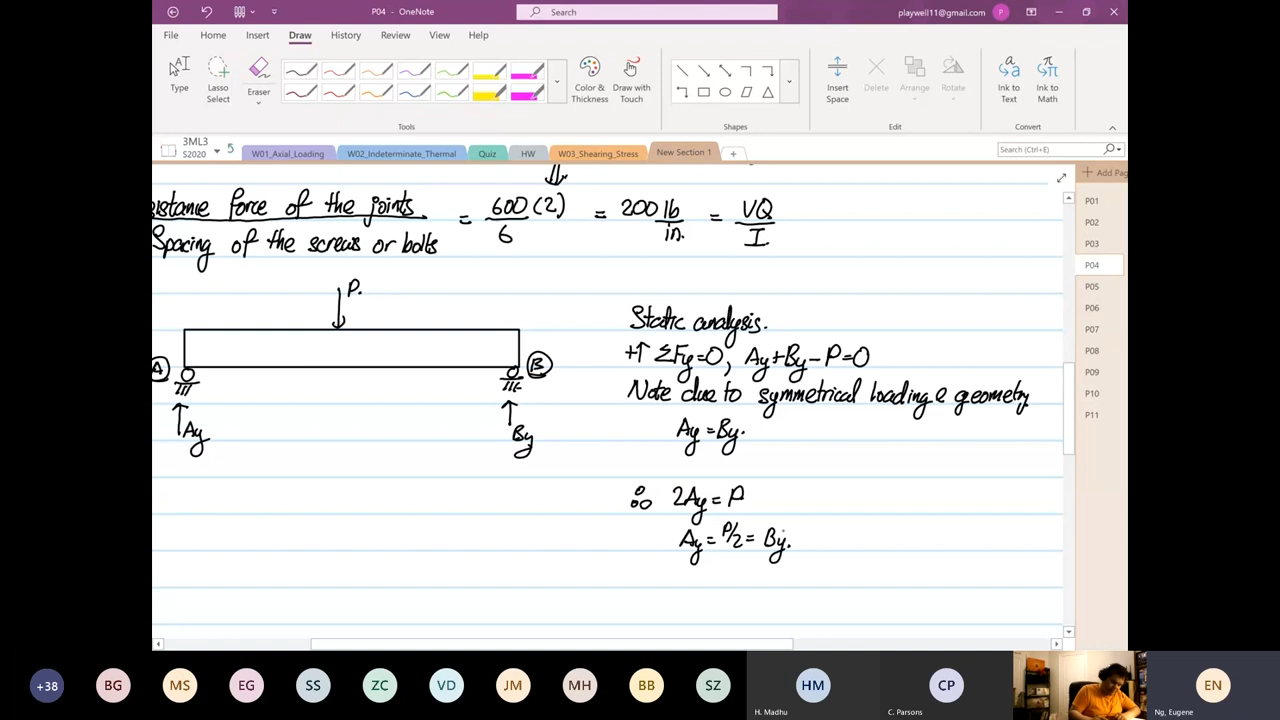 P04 - OneNote
Search
playwell11@gmail.com
P
File
Home
Insert
Draw
History
Review
View
Help
Type
Lasso Select
Eraser
Color & Thickness
Draw with Touch
Insert Space
Delete
Arrange
Rotate
Ink to Text
Ink to Math
Tools
Shapes
Edit
Convert
3ML3 S2020
W01_Axial_Loading
W02_Indeterminate_Thermal
Quiz
HW
W03_Shearing_Stress
New Section 1
Search (Ctrl+E)
Add Pag
P01
P02
P03
P04
P05
P06
P07
P08
P09
P10
P11
istance force of the joints
Spacing of the screws or bolts
= 600(2) / 6 = 200 lb/in. = VQ/I
P.
A
B
Ay
By
Static analysis.
+↑ ΣFy=0, Ay+By-P=0
Note due to symmetrical loading & geometry
Ay=By.
∴ 2Ay=P
Ay=P/2=By.
+38
BG
MS
EG
SS
ZC
VD
JM
MH
BB
SZ
HM
H. Madhu
CP
C. Parsons
EN
Ng, Eugene